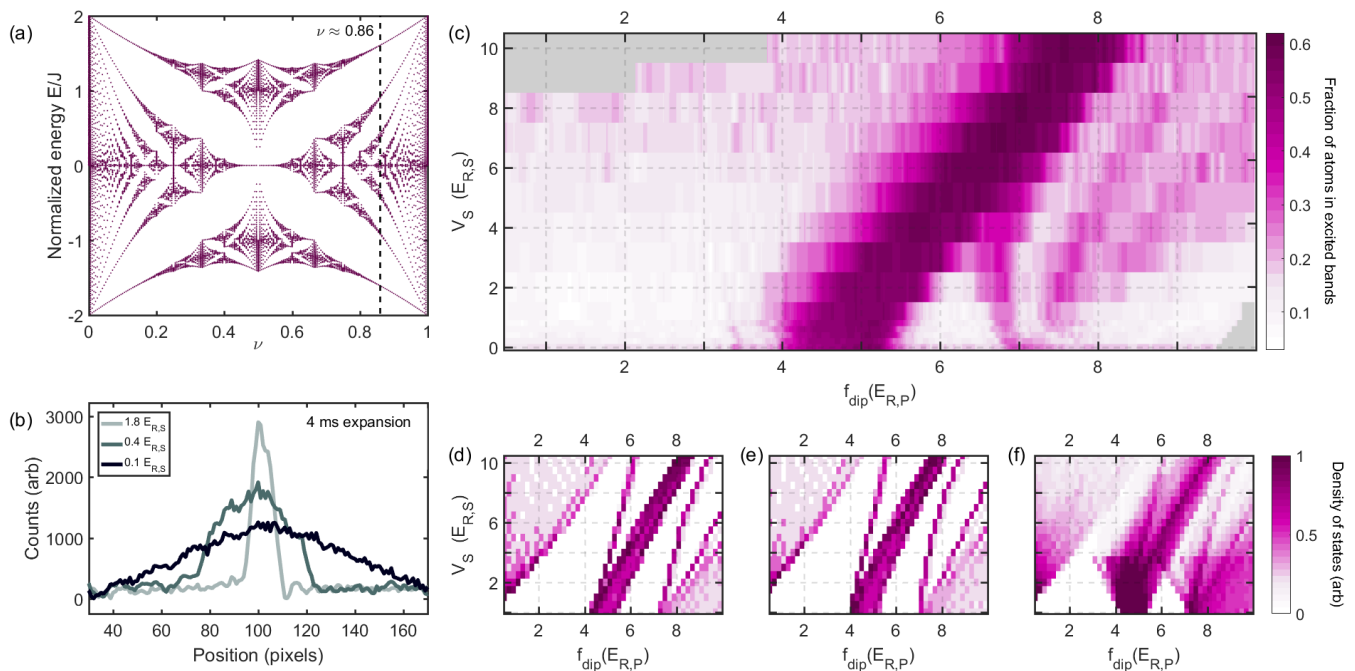 (a)
Normalized energy E/J
2
1
0
-1
-2
ν ≈ 0.86
0 0.2 0.4 0.6 0.8 1
ν
(b)
Counts (arb)
3000
2000
1000
0
1.8 E_R,S
0.4 E_R,S
0.1 E_R,S
4 ms expansion
40 60 80 100 120 140 160
Position (pixels)
(c)
2 4 6 8
V_S (E_R,S)
10
8
6
4
2
0
2 4 6 8
f_dip(E_R,P)
0.6
0.5
0.4
0.3
0.2
0.1
Fraction of atoms in excited bands
(d)
2 4 6 8
V_S (E_R,S)
10
6
2
2 4 6 8
(e)
2 4 6 8
2 4 6 8
f_dip(E_R,P)
(f)
2 4 6 8
2 4 6 8
1
0.5
0
Density of states (arb)